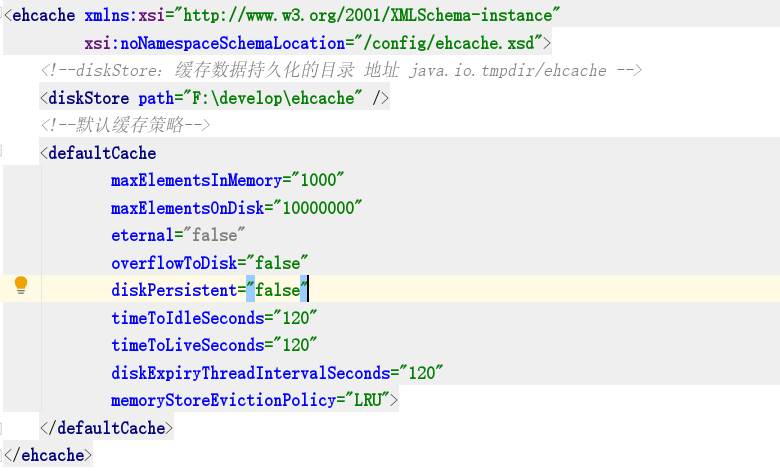 <ehcache xmlns:xsi="http://www.w3.org/2001/XMLSchema-instance"
xsi:noNamespaceSchemaLocation="/config/ehcache.xsd">
<!--diskStore：缓存数据持久化的目录 地址 java.io.tmpdir/ehcache -->
<diskStore path="F:\develop\ehcache" />
<!--默认缓存策略-->
<defaultCache
maxElementsInMemory="1000"
maxElementsOnDisk="10000000"
eternal="false"
overflowToDisk="false"
diskPersistent="false"
timeToIdleSeconds="120"
timeToLiveSeconds="120"
diskExpiryThreadIntervalSeconds="120"
memoryStoreEvictionPolicy="LRU">
</defaultCache>
</ehcache>